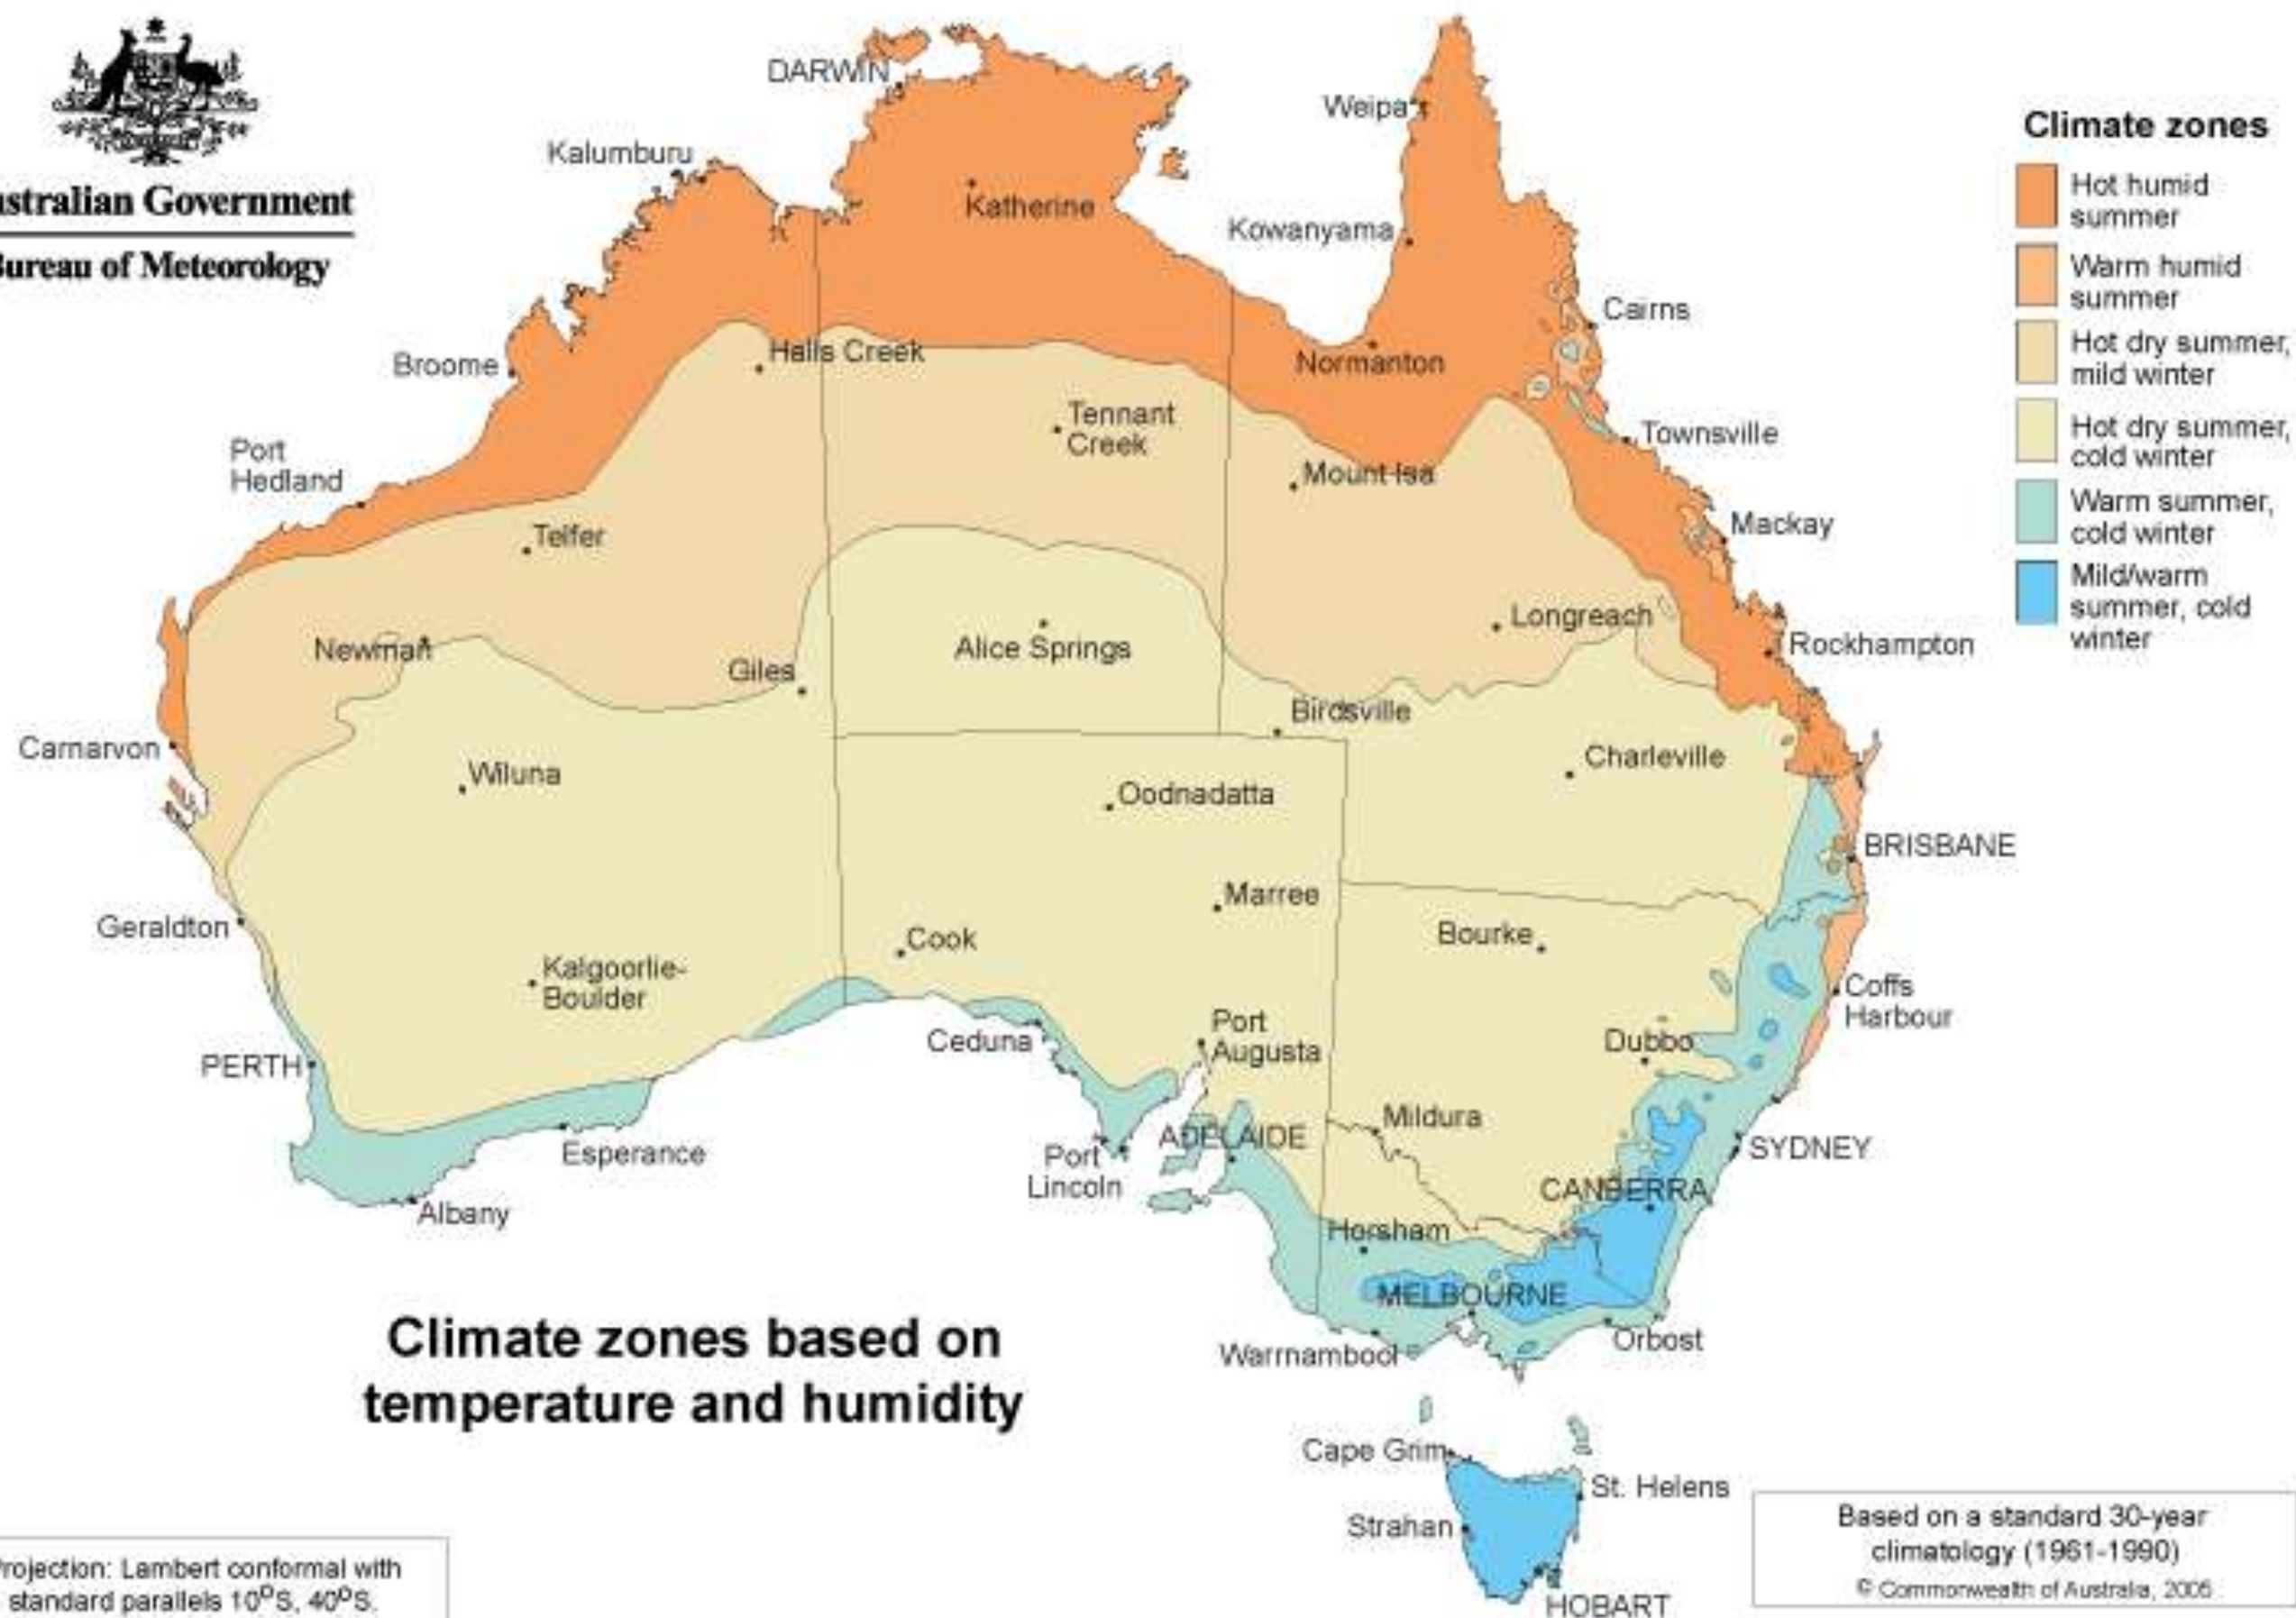 ustralian Government
Bureau of Meteorology
DARWIN
Weipa
Kalumburu
Katherine
Kowanyama
Cairns
Broome
Halls Creek
Normanton
Port
Hedland
Tennant
Creek
Townsville
Mount Isa
Telfer
Mackay
Newman
Giles
Alice Springs
Longreach
Rockhampton
Birdsville
Carnarvon
Wiluna
Oodnadatta
Charleville
BRISBANE
Geraldton
Marree
Cook
Bourke
Kalgoorlie-
Boulder
Coffs
Harbour
Ceduna
Port
Augusta
Dubbo
PERTH
Mildura
ADELAIDE
Esperance
Port
Lincoln
SYDNEY
Albany
CANBERRA
Horsham
MELBOURNE
Warrnambool
Orbost
Cape Grim
St. Helens
Strahan
HOBART
Climate zones
Hot humid
summer
Warm humid
summer
Hot dry summer,
mild winter
Hot dry summer,
cold winter
Warm summer,
cold winter
Mild/warm
summer, cold
winter
Climate zones based on
temperature and humidity
Projection: Lambert conformal with
standard parallels 10ºS, 40ºS.
Based on a standard 30-year
climatology (1961-1990)
© Commonwealth of Australia, 2005